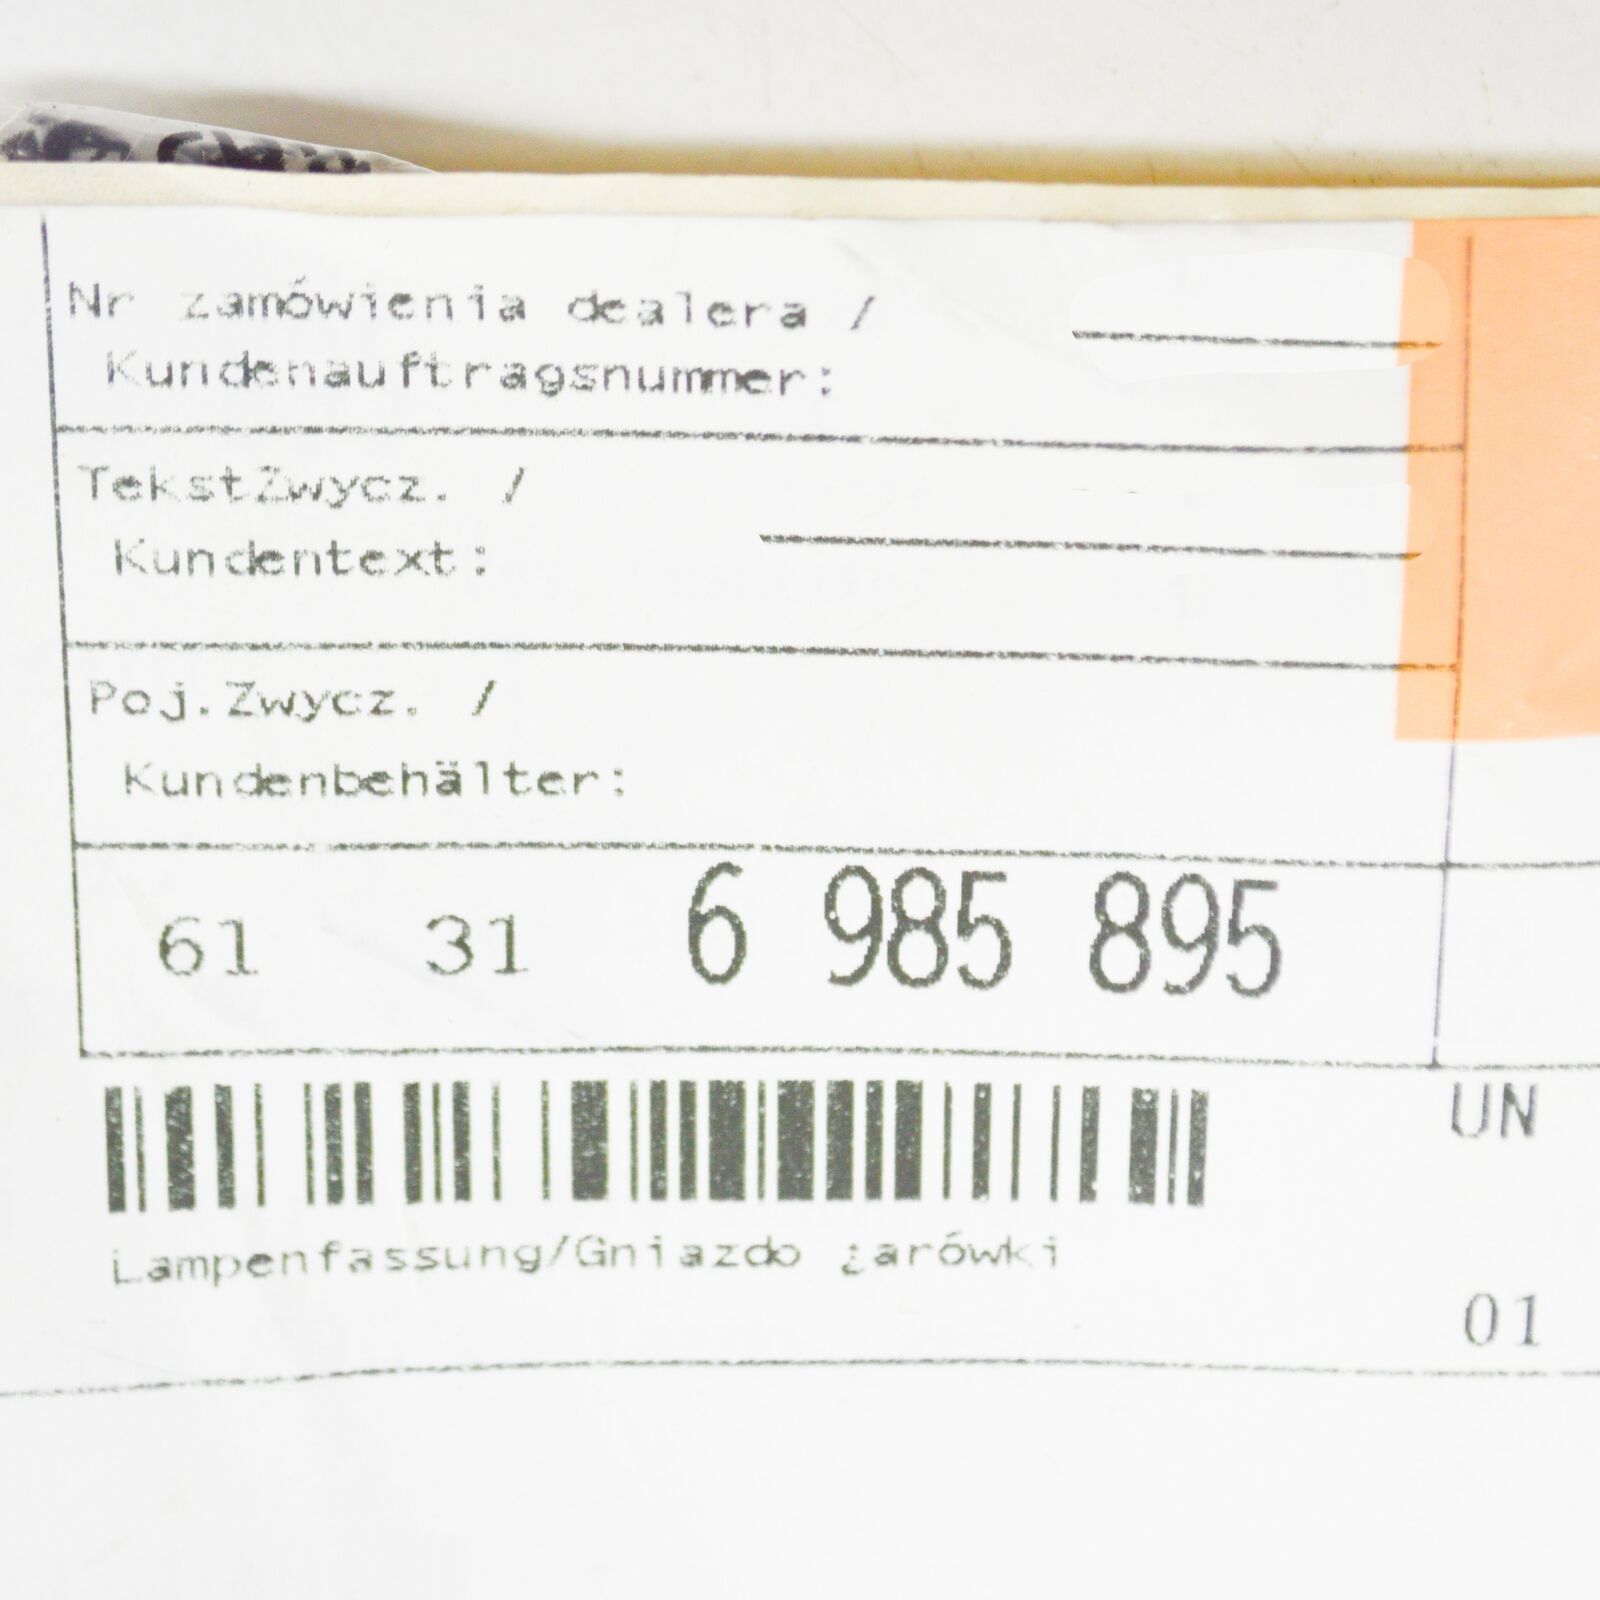 Nr zamówienia dealera /
Kundenauftragsnummer:
TekstZwycz. /
Kundentext:
Poj.Zwycz. /
Kundenbehälter:
61 31 6 985 895
UN
Lampenfassung/Gniazdo żarówki
01